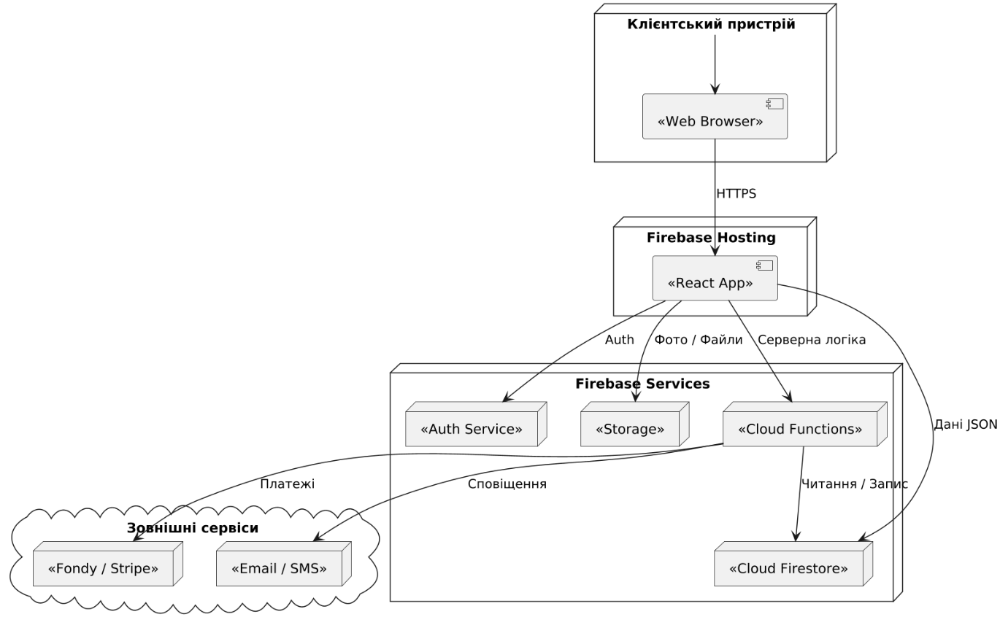 Клієнтський пристрій
«Web Browser»
HTTPS
Firebase Hosting
«React App»
Auth
Фото / Файли
Серверна логіка
Firebase Services
«Auth Service»
«Storage»
«Cloud Functions»
Дані JSON
Платежі
Сповіщення
Читання / Запис
Зовнішні сервіси
«Fondy / Stripe»
«Email / SMS»
«Cloud Firestore»